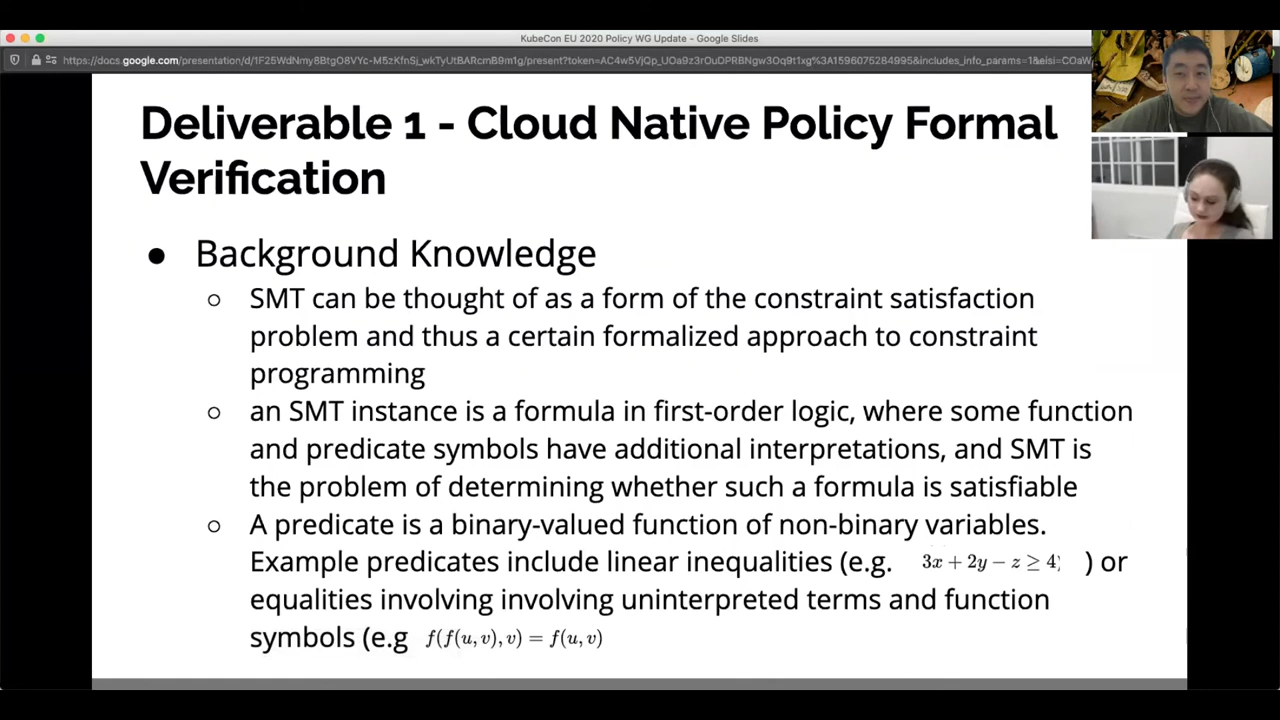 KubeCon EU 2020 Policy WG Update - Google Slides
Deliverable 1 - Cloud Native Policy Formal
Verification
● Background Knowledge
○ SMT can be thought of as a form of the constraint satisfaction
problem and thus a certain formalized approach to constraint
programming
○ an SMT instance is a formula in first-order logic, where some function
and predicate symbols have additional interpretations, and SMT is
the problem of determining whether such a formula is satisfiable
○ A predicate is a binary-valued function of non-binary variables.
Example predicates include linear inequalities (e.g. 3x + 2y − z ≥ 4) ) or
equalities involving involving uninterpreted terms and function
symbols (e.g f(f(u, v), v) = f(u, v)